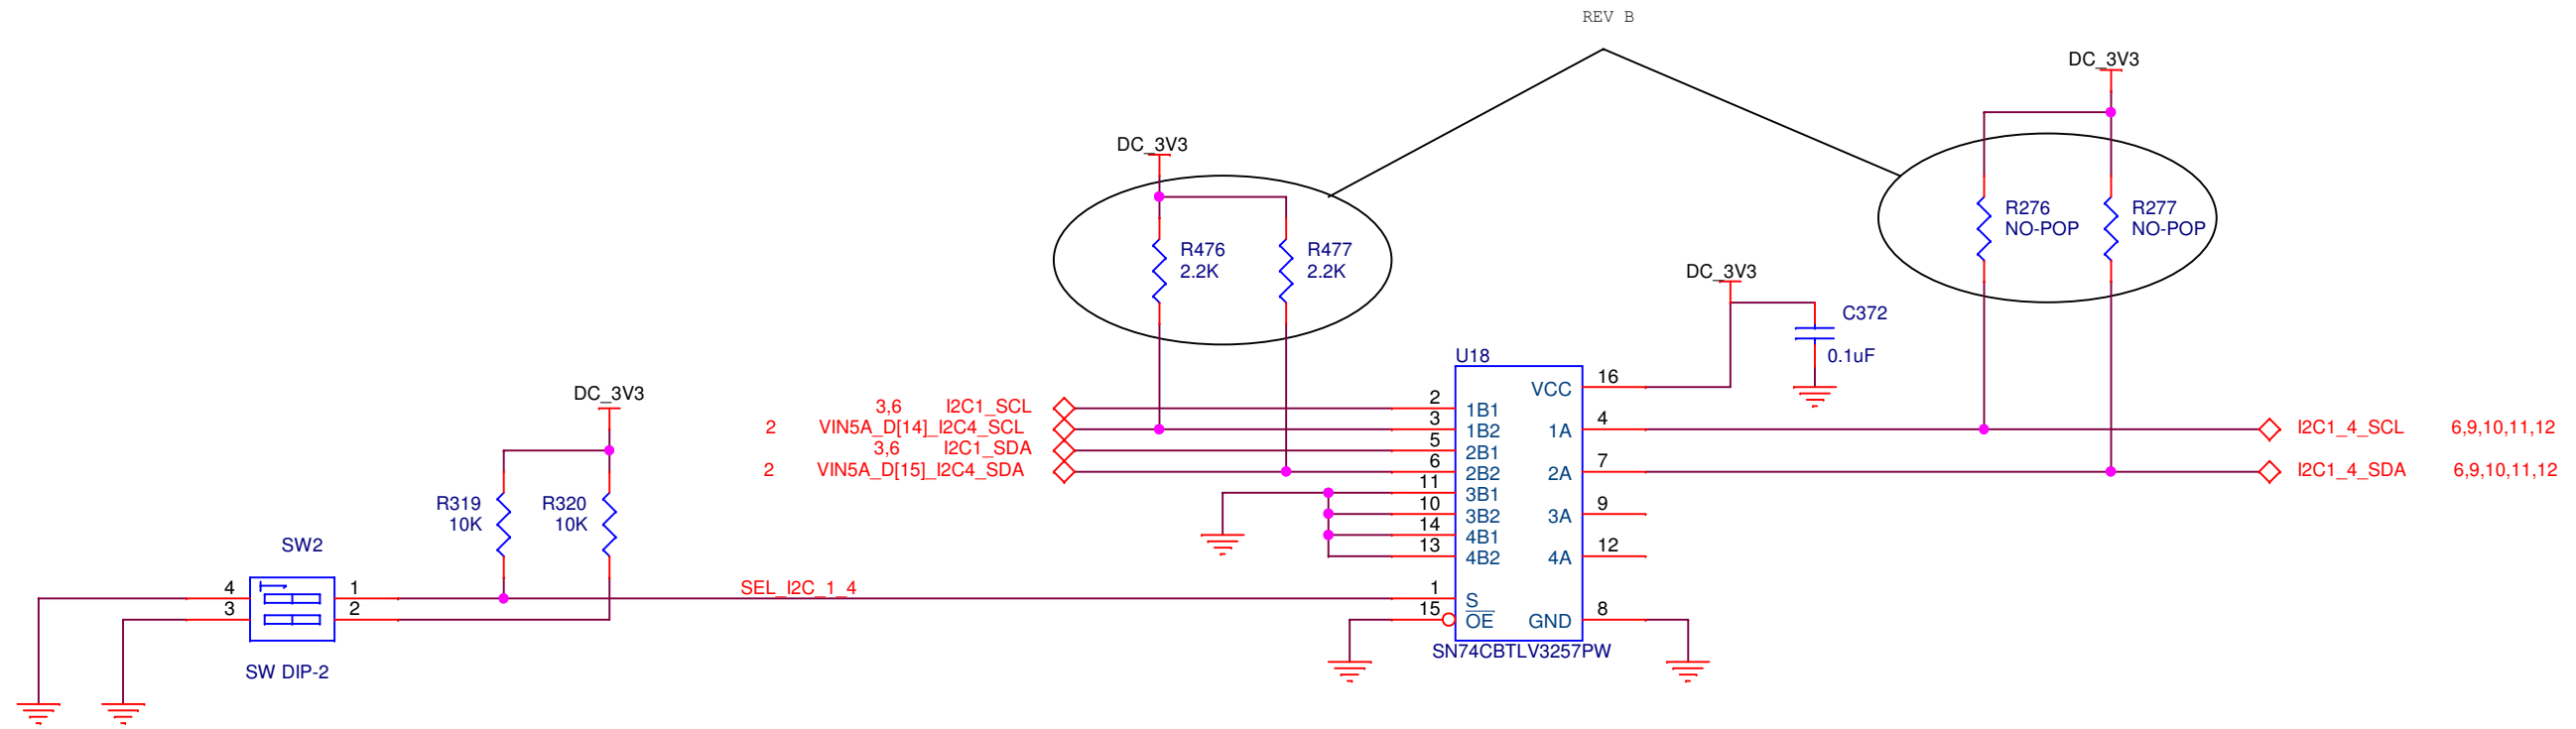 REV B
DC_3V3
DC_3V3
R276
NO-POP
R277
NO-POP
R476
2.2K
R477
2.2K
DC_3V3
C372
0.1uF
U18
DC_3V3
3,6 I2C1_SCL
2 VIN5A_D[14]_I2C4_SCL
3,6 I2C1_SDA
2 VIN5A_D[15]_I2C4_SDA
2 1B1
3 1B2
5 2B1
6 2B2
11 3B1
10 3B2
14 4B1
13 4B2
1 S
15 OE
VCC 16
1A 4
2A 7
3A 9
4A 12
GND 8
SN74CBTLV3257PW
I2C1_4_SCL 6,9,10,11,12
I2C1_4_SDA 6,9,10,11,12
R319
10K
R320
10K
SW2
4 1
3 2
SW DIP-2
SEL_I2C_1_4